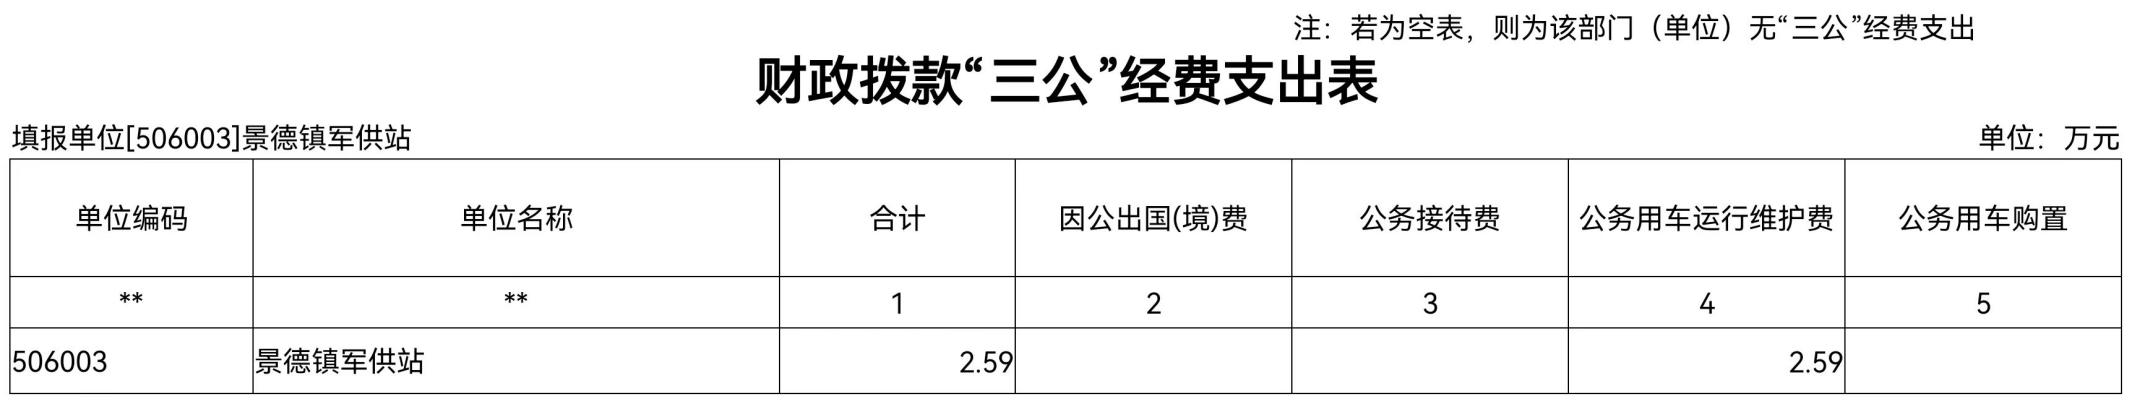 注：若为空表，则为该部门（单位）无“三公”经费支出
财政拨款“三公”经费支出表
填报单位[506003]景德镇军供站 单位：万元
单位编码 单位名称 合计 因公出国(境)费 公务接待费 公务用车运行维护费 公务用车购置
** ** 1 2 3 4 5
506003 景德镇军供站 2.59 2.59